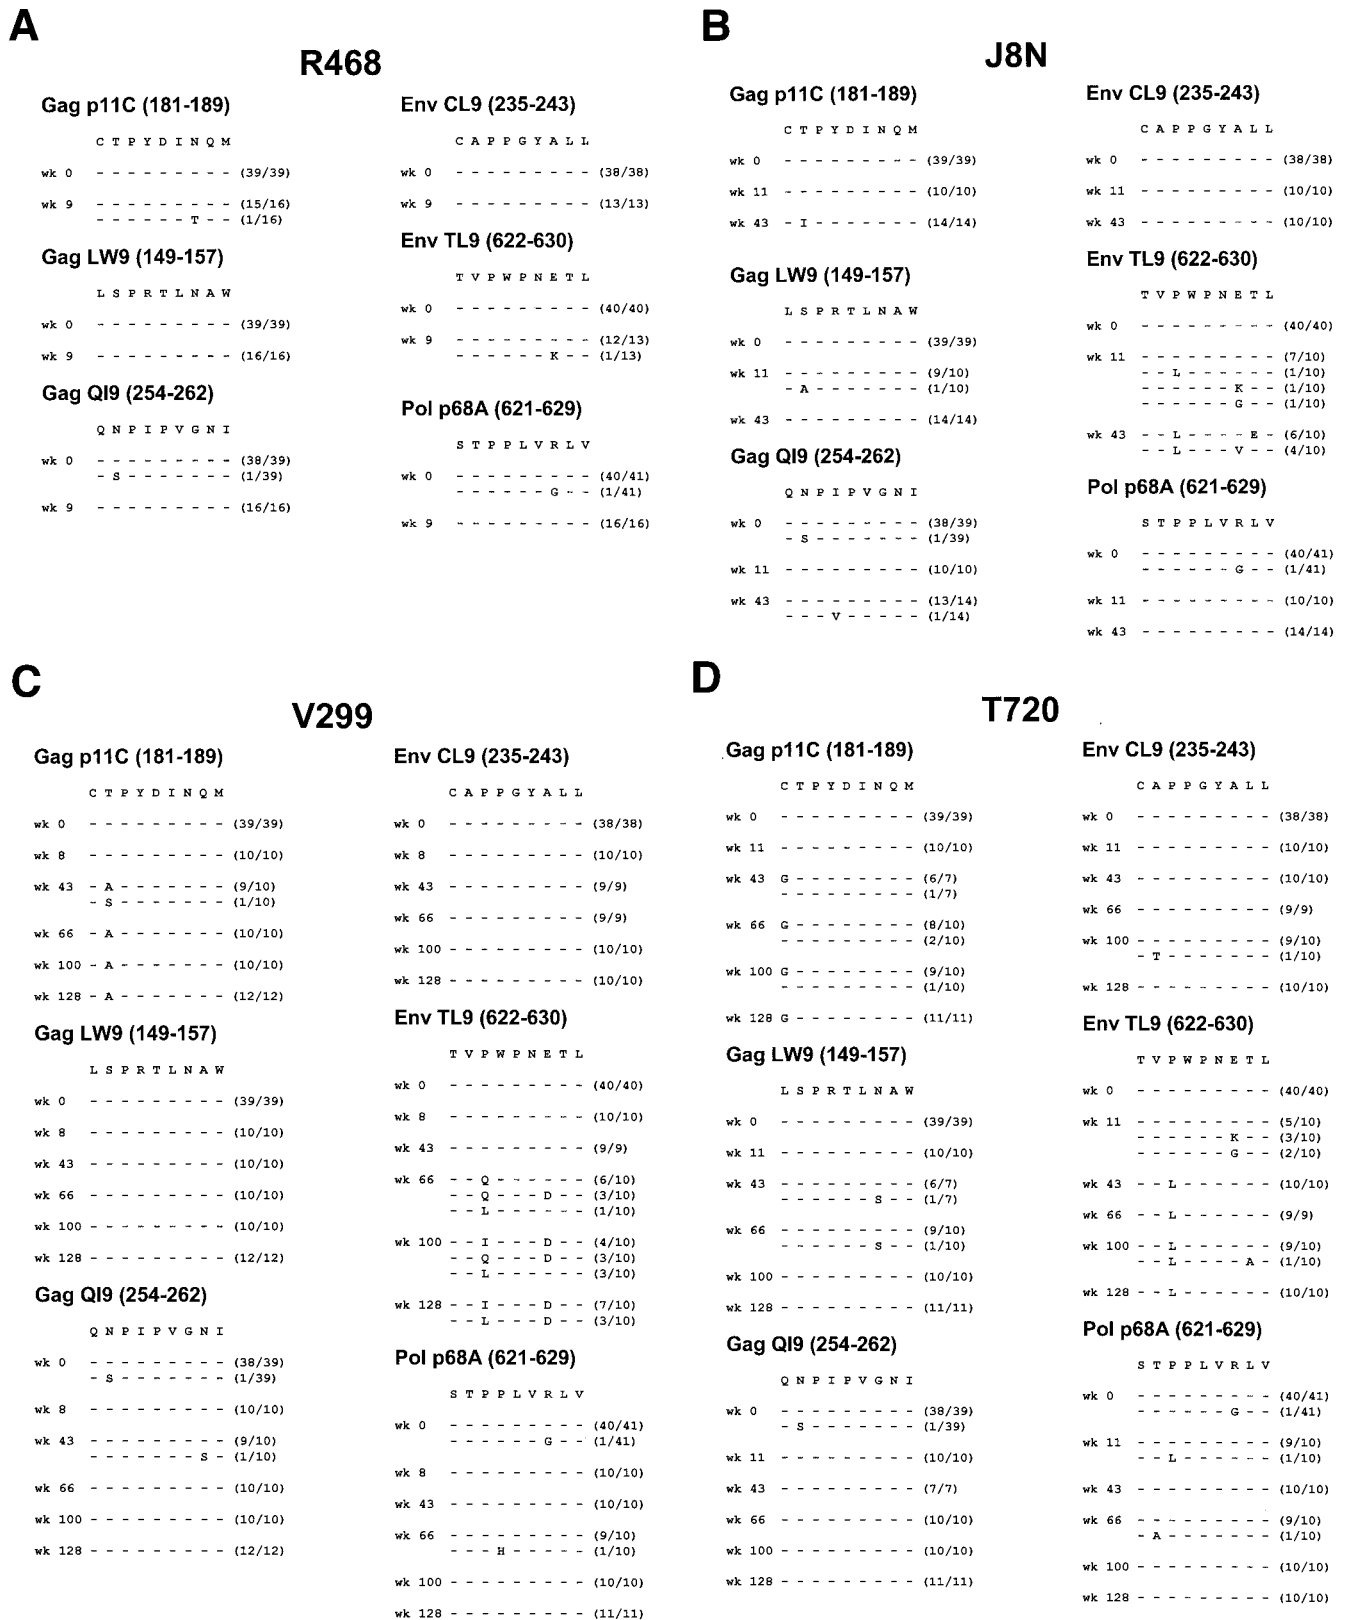 A
R468
Gag p11C (181-189)
C T P Y D I N Q M
wk 0 - - - - - - - - - (39/39)
wk 9 - - - - - - - - - (15/16)
- - - - - - T - - (1/16)
Gag LW9 (149-157)
L S P R T L N A W
wk 0 - - - - - - - - - (39/39)
wk 9 - - - - - - - - - (16/16)
Gag QI9 (254-262)
Q N P I P V G N I
wk 0 - - - - - - - - - (38/39)
- S - - - - - - - (1/39)
wk 9 - - - - - - - - - (16/16)
Env CL9 (235-243)
C A P P G Y A L L
wk 0 - - - - - - - - - (38/38)
wk 9 - - - - - - - - - (13/13)
Env TL9 (622-630)
T V P W P N E T L
wk 0 - - - - - - - - - (40/40)
wk 9 - - - - - - - - - (12/13)
- - - - - - K - - (1/13)
Pol p68A (621-629)
S T P P L V R L V
wk 0 - - - - - - - - - (40/41)
- - - - - - G - - (1/41)
wk 9 - - - - - - - - - (16/16)
B
J8N
Gag p11C (181-189)
C T P Y D I N Q M
wk 0 - - - - - - - - - (39/39)
wk 11 - - - - - - - - - (10/10)
wk 43 - I - - - - - - - (14/14)
Gag LW9 (149-157)
L S P R T L N A W
wk 0 - - - - - - - - - (39/39)
wk 11 - - - - - - - - - (9/10)
- A - - - - - - - (1/10)
wk 43 - - - - - - - - - (14/14)
Gag QI9 (254-262)
Q N P I P V G N I
wk 0 - - - - - - - - - (38/39)
- S - - - - - - - (1/39)
wk 11 - - - - - - - - - (10/10)
wk 43 - - - - - - - - - (13/14)
- - - V - - - - - (1/14)
Env CL9 (235-243)
C A P P G Y A L L
wk 0 - - - - - - - - - (38/38)
wk 11 - - - - - - - - - (10/10)
wk 43 - - - - - - - - - (10/10)
Env TL9 (622-630)
T V P W P N E T L
wk 0 - - - - - - - - - (40/40)
wk 11 - - - - - - - - - (7/10)
- - L - - - - - - (1/10)
- - - - - - K - - (1/10)
- - - - - - G - - (1/10)
wk 43 - - L - - - - E - (6/10)
- - L - - - V - - (4/10)
Pol p68A (621-629)
S T P P L V R L V
wk 0 - - - - - - - - - (40/41)
- - - - - - G - - (1/41)
wk 11 - - - - - - - - - (10/10)
wk 43 - - - - - - - - - (14/14)
C
V299
Gag p11C (181-189)
C T P Y D I N Q M
wk 0 - - - - - - - - - (39/39)
wk 8 - - - - - - - - - (10/10)
wk 43 - A - - - - - - - (9/10)
- S - - - - - - - (1/10)
wk 66 - A - - - - - - - (10/10)
wk 100 - A - - - - - - - (10/10)
wk 128 - A - - - - - - - (12/12)
Gag LW9 (149-157)
L S P R T L N A W
wk 0 - - - - - - - - - (39/39)
wk 8 - - - - - - - - - (10/10)
wk 43 - - - - - - - - - (10/10)
wk 66 - - - - - - - - - (10/10)
wk 100 - - - - - - - - - (10/10)
wk 128 - - - - - - - - - (12/12)
Gag QI9 (254-262)
Q N P I P V G N I
wk 0 - - - - - - - - - (38/39)
- S - - - - - - - (1/39)
wk 8 - - - - - - - - - (10/10)
wk 43 - - - - - - - - - (9/10)
- - - - - - - S - (1/10)
wk 66 - - - - - - - - - (10/10)
wk 100 - - - - - - - - - (10/10)
wk 128 - - - - - - - - - (12/12)
Env CL9 (235-243)
C A P P G Y A L L
wk 0 - - - - - - - - - (38/38)
wk 8 - - - - - - - - - (10/10)
wk 43 - - - - - - - - - (9/9)
wk 66 - - - - - - - - - (9/9)
wk 100 - - - - - - - - - (10/10)
wk 128 - - - - - - - - - (10/10)
Env TL9 (622-630)
T V P W P N E T L
wk 0 - - - - - - - - - (40/40)
wk 8 - - - - - - - - - (10/10)
wk 43 - - - - - - - - - (9/9)
wk 66 - - Q - - - - - - (6/10)
- - Q - - - D - - (3/10)
- - L - - - - - - (1/10)
wk 100 - - I - - - D - - (4/10)
- - Q - - - D - - (3/10)
- - L - - - - - - (3/10)
wk 128 - - I - - - D - - (7/10)
- - L - - - D - - (3/10)
Pol p68A (621-629)
S T P P L V R L V
wk 0 - - - - - - - - - (40/41)
- - - - - - G - - (1/41)
wk 8 - - - - - - - - - (10/10)
wk 43 - - - - - - - - - (10/10)
wk 66 - - - - - - - - - (9/10)
- - - H - - - - - (1/10)
wk 100 - - - - - - - - - (10/10)
wk 128 - - - - - - - - - (11/11)
D
T720
Gag p11C (181-189)
C T P Y D I N Q M
wk 0 - - - - - - - - - (39/39)
wk 11 - - - - - - - - - (10/10)
wk 43 G - - - - - - - - (6/7)
- - - - - - - - - (1/7)
wk 66 G - - - - - - - - (8/10)
- - - - - - - - - (2/10)
wk 100 G - - - - - - - - (9/10)
- - - - - - - - - (1/10)
wk 128 G - - - - - - - - (11/11)
Gag LW9 (149-157)
L S P R T L N A W
wk 0 - - - - - - - - - (39/39)
wk 11 - - - - - - - - - (10/10)
wk 43 - - - - - - - - - (6/7)
- - - - - - S - - (1/7)
wk 66 - - - - - - - - - (9/10)
- - - - - - S - - (1/10)
wk 100 - - - - - - - - - (10/10)
wk 128 - - - - - - - - - (11/11)
Gag QI9 (254-262)
Q N P I P V G N I
wk 0 - - - - - - - - - (38/39)
- S - - - - - - - (1/39)
wk 11 - - - - - - - - - (10/10)
wk 43 - - - - - - - - - (7/7)
wk 66 - - - - - - - - - (10/10)
wk 100 - - - - - - - - - (10/10)
wk 128 - - - - - - - - - (11/11)
Env CL9 (235-243)
C A P P G Y A L L
wk 0 - - - - - - - - - (38/38)
wk 11 - - - - - - - - - (10/10)
wk 43 - - - - - - - - - (10/10)
wk 66 - - - - - - - - - (9/9)
wk 100 - - - - - - - - - (9/10)
- T - - - - - - - (1/10)
wk 128 - - - - - - - - - (10/10)
Env TL9 (622-630)
T V P W P N E T L
wk 0 - - - - - - - - - (40/40)
wk 11 - - - - - - - - - (5/10)
- - - - - - K - - (3/10)
- - - - - - G - - (2/10)
wk 43 - - L - - - - - - (10/10)
wk 66 - - L - - - - - - (9/9)
wk 100 - - L - - - - - - (9/10)
- - L - - - - A - (1/10)
wk 128 - - L - - - - - - (10/10)
Pol p68A (621-629)
S T P P L V R L V
wk 0 - - - - - - - - - (40/41)
- - - - - - G - - (1/41)
wk 11 - - - - - - - - - (9/10)
- - L - - - - - - (1/10)
wk 43 - - - - - - - - - (10/10)
wk 66 - - - - - - - - - (9/10)
- A - - - - - - - (1/10)
wk 100 - - - - - - - - - (10/10)
wk 128 - - - - - - - - - (10/10)